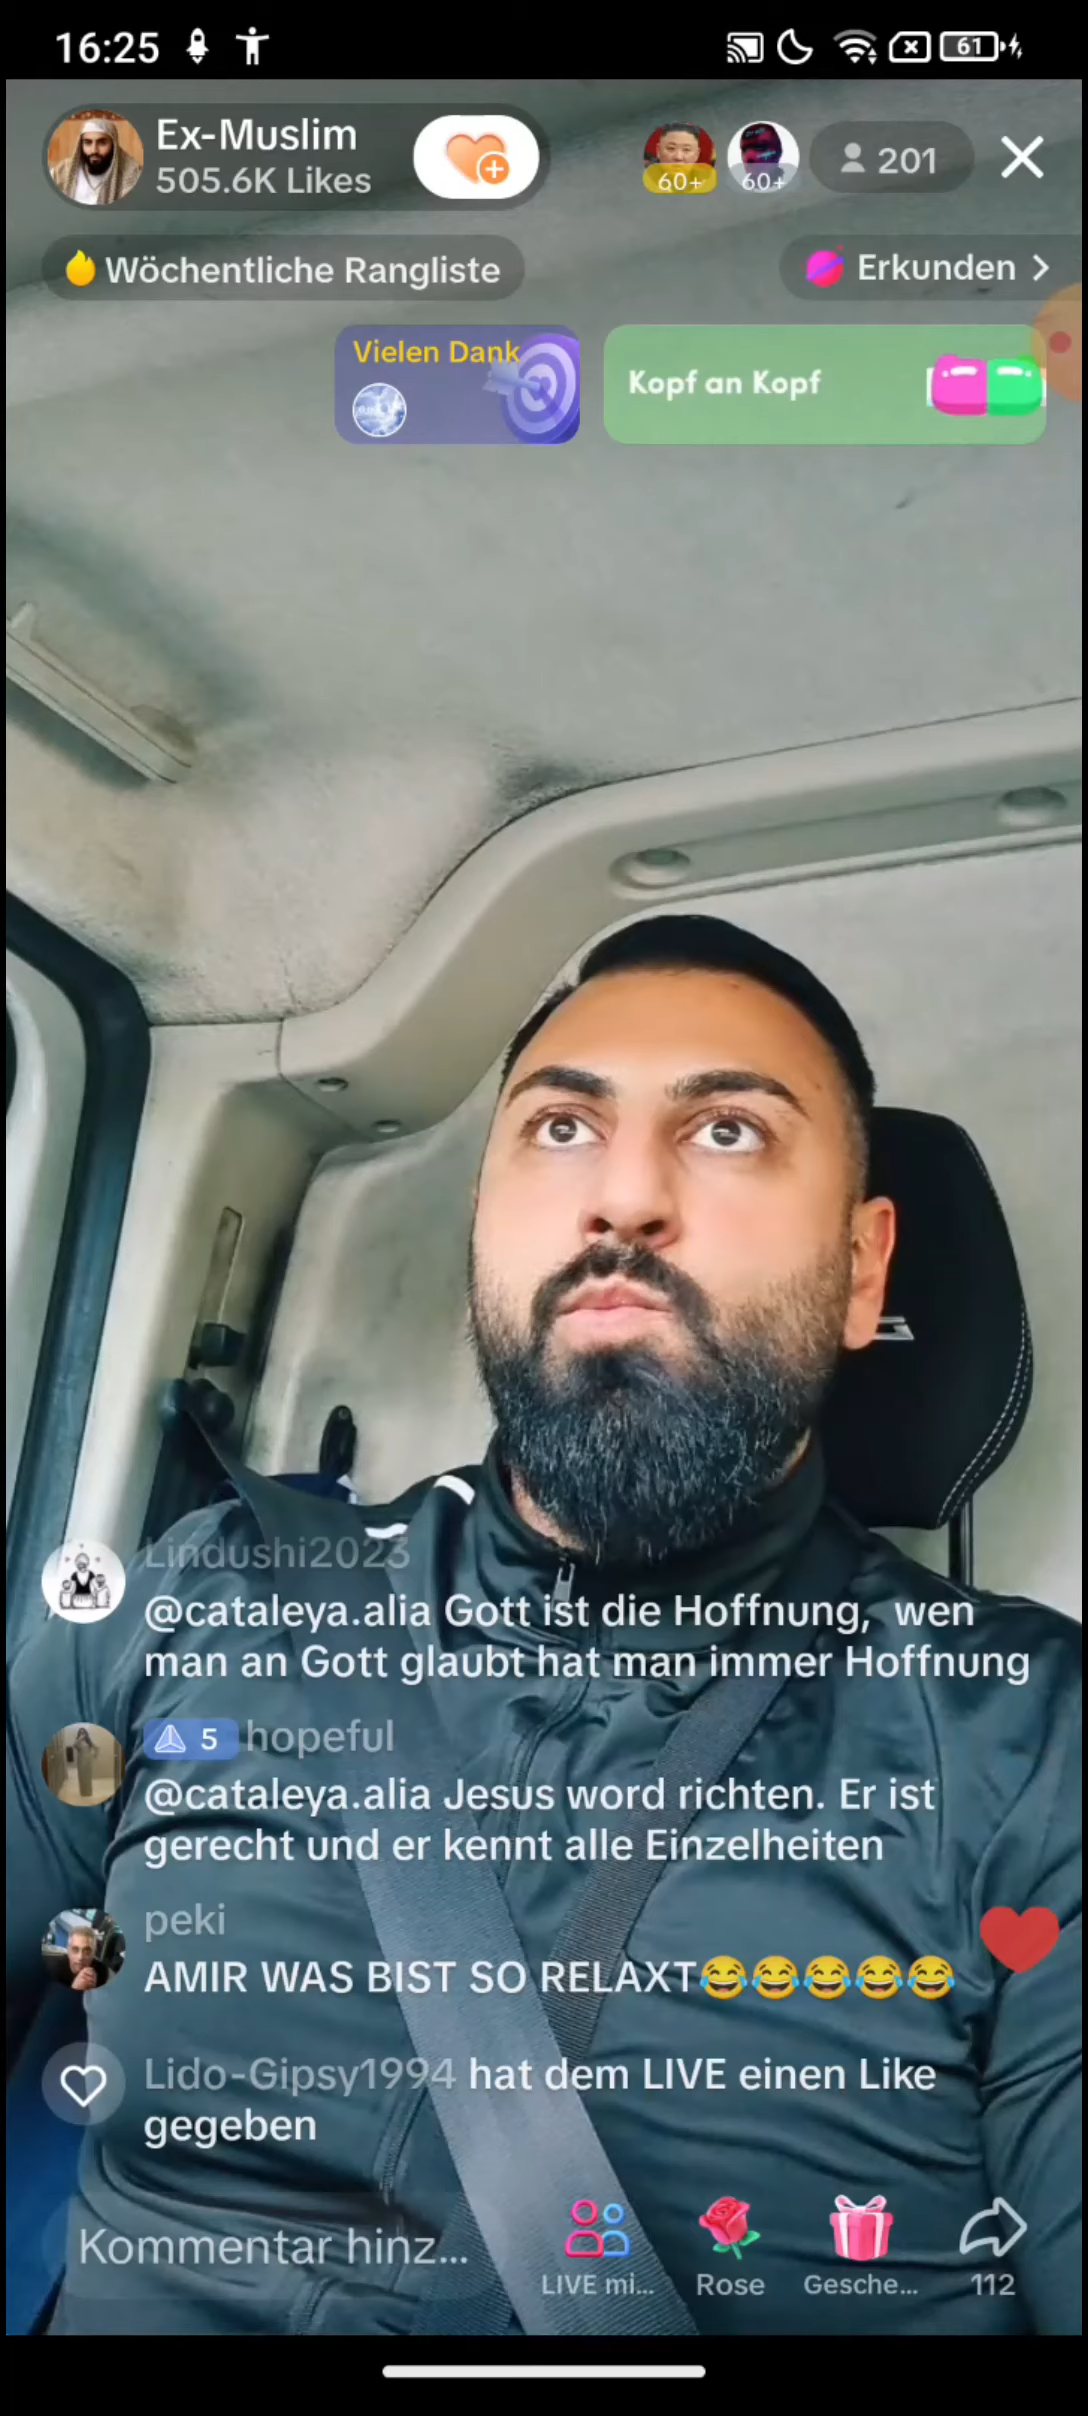 16:25
61
Ex-Muslim
505.6K Likes
60+
60+
201
Wöchentliche Rangliste
Erkunden >
Vielen Dank
Kopf an Kopf
Lindushi2023
@cataleya.alia Gott ist die Hoffnung, wen
man an Gott glaubt hat man immer Hoffnung
5 hopeful
@cataleya.alia Jesus word richten. Er ist
gerecht und er kennt alle Einzelheiten
peki
AMIR WAS BIST SO RELAXT😂😂😂😂😂
Lido-Gipsy1994 hat dem LIVE einen Like
gegeben
Kommentar hinz...
LIVE mi...
Rose
Gesche...
112